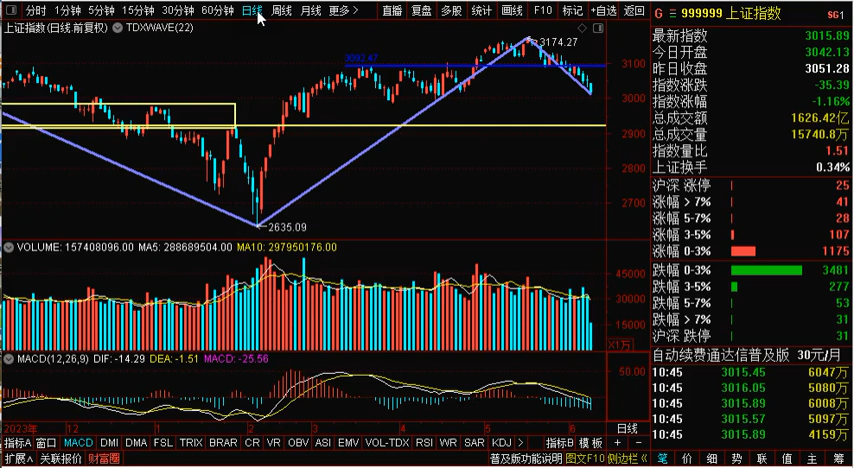 分时 1分钟 5分钟 15分钟 30分钟 60分钟 日线 周线 月线 更多> 直播 复盘 多股 统计 画线 F10 标记 +自选 返回
G 999999 上证指数 SG1
上证指数(日线.前复权) TDXWAVE(22)
3174.27
3092.47
2635.09
3100
3000
2900
2800
2700
VOLUME: 157408096.00 MA5: 288689504.00 MA10: 297950176.00
45000
30000
15000
X1万
MACD(12,26,9) DIF: -14.29 DEA: -1.51 MACD: -25.56
50.00
0.00
2023年 12 1 2 3 4 5 6 日线
指标A 窗口 MACD DMI DMA FSL TRIX BRAR CR VR OBV ASI EMV VOL-TDX RSI WR SAR KDJ > 指标B 模板 + -
扩展∧ 关联报价 财富圈 普及版功能说明 图文F10 侧边栏《
最新指数 3015.89
今日开盘 3042.13
昨日收盘 3051.28
指数涨跌 -35.39
指数涨幅 -1.16%
总成交额 1626.42亿
总成交量 15740.8万
指数量比 1.51
上证换手 0.34%
沪深 涨停 25
涨幅 > 7% 41
涨幅 5-7% 28
涨幅 3-5% 107
涨幅 0-3% 1175
跌幅 0-3% 3481
跌幅 3-5% 277
跌幅 5-7% 53
跌幅 > 7% 31
沪深 跌停 31
自动续费通达信普及版 30元/月
10:45 3015.45 6047万
10:45 3016.05 5080万
10:45 3015.89 6008万
10:45 3015.57 5097万
10:45 3015.89 4159万
笔 价 细 势 联 值 主 筹